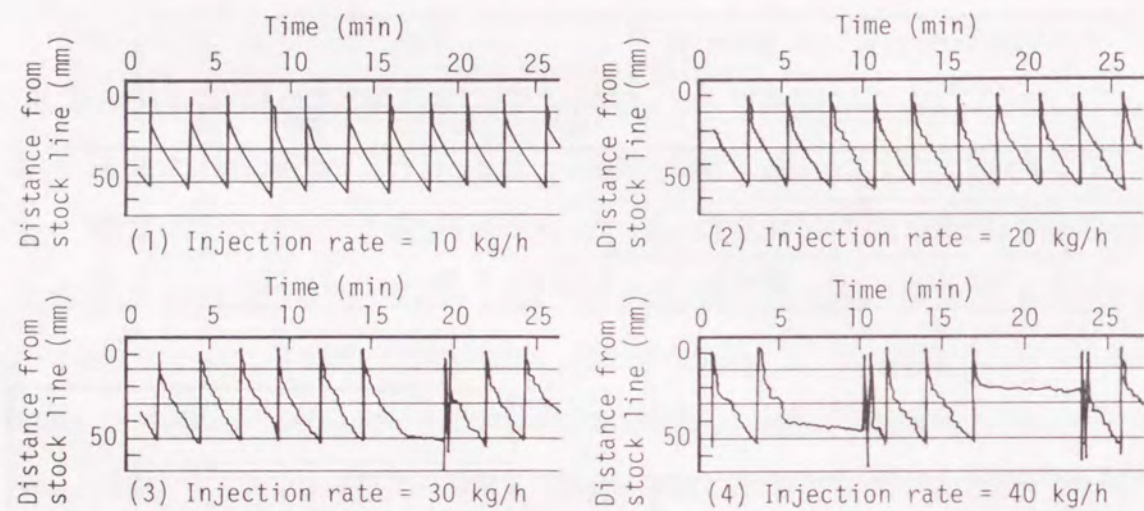 Time (min)
0 5 10 15 20 25
Distance from
stock line (mm)
0
50
(1) Injection rate = 10 kg/h
Time (min)
0 5 10 15 20 25
Distance from
stock line (mm)
0
50
(2) Injection rate = 20 kg/h
Time (min)
0 5 10 15 20 25
Distance from
stock line (mm)
0
50
(3) Injection rate = 30 kg/h
Time (min)
0 5 10 15 20 25
Distance from
stock line (mm)
0
50
(4) Injection rate = 40 kg/h